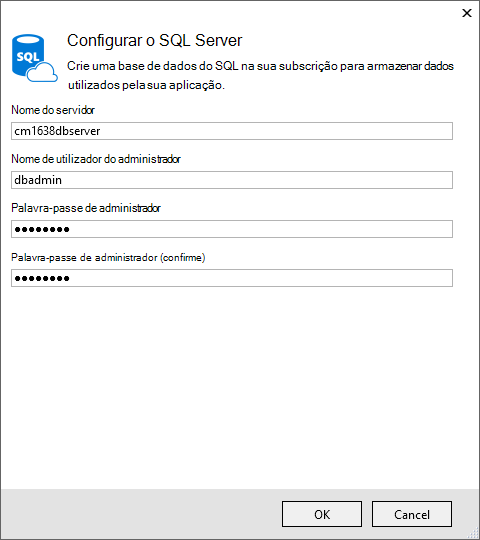 SQL
Configurar o SQL Server
Crie uma base de dados do SQL na sua subscrição para armazenar dados
utilizados pela sua aplicação.
Nome do servidor
cm1638dbserver
Nome de utilizador do administrador
dbadmin
Palavra-passe de administrador
●●●●●●●●
Palavra-passe de administrador (confirme)
●●●●●●●●
OK
Cancel